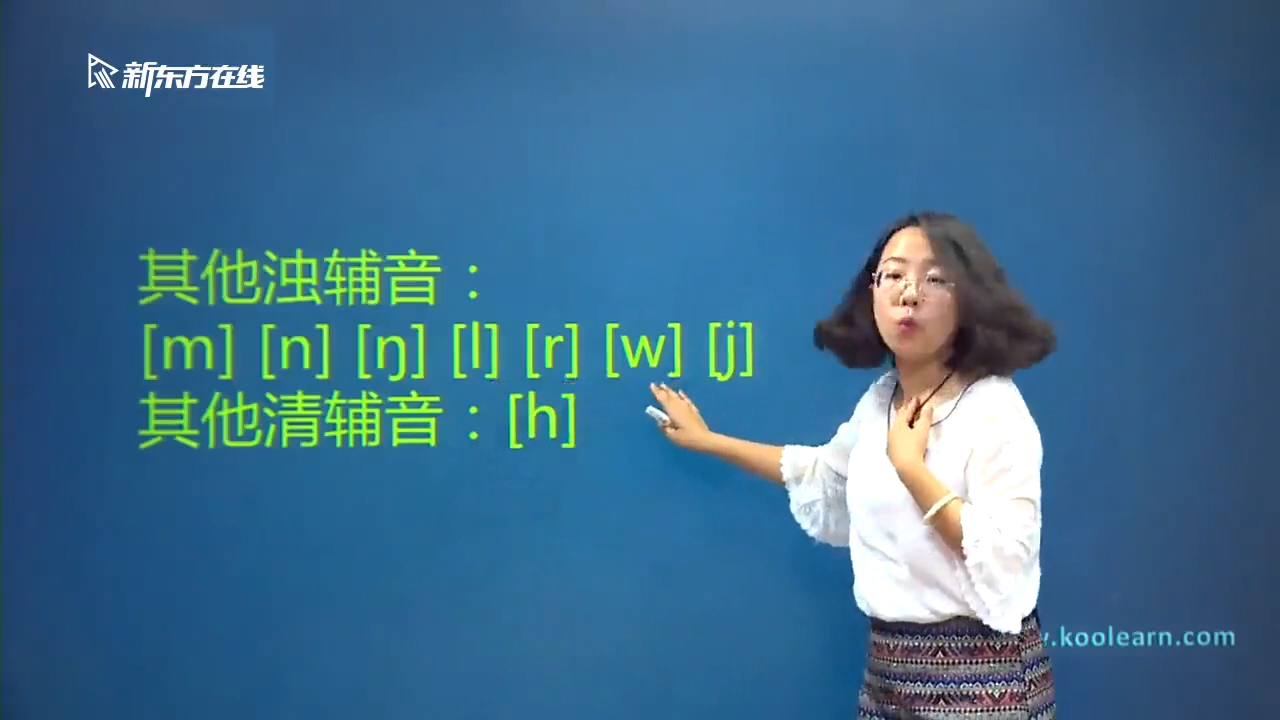 新东方在线
其他浊辅音：
[m] [n] [ŋ] [l] [r] [w] [j]
其他清辅音：[h]
.koolearn.com